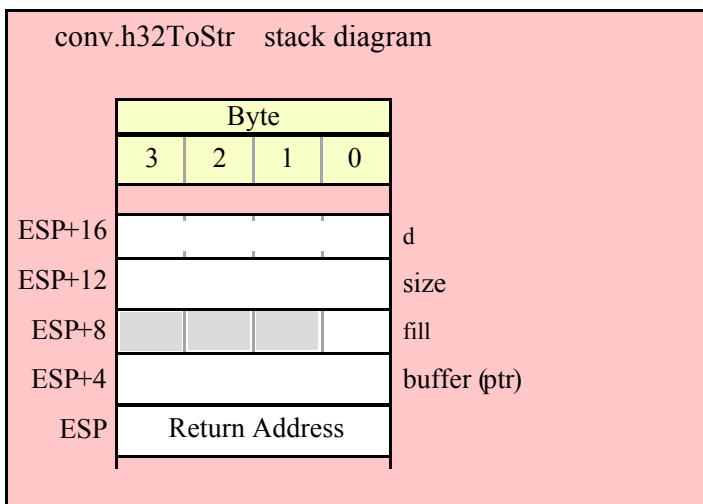 conv.h32ToStr stack diagram
Byte
3 2 1 0
ESP+16 d
ESP+12 size
ESP+8 fill
ESP+4 buffer (ptr)
ESP Return Address